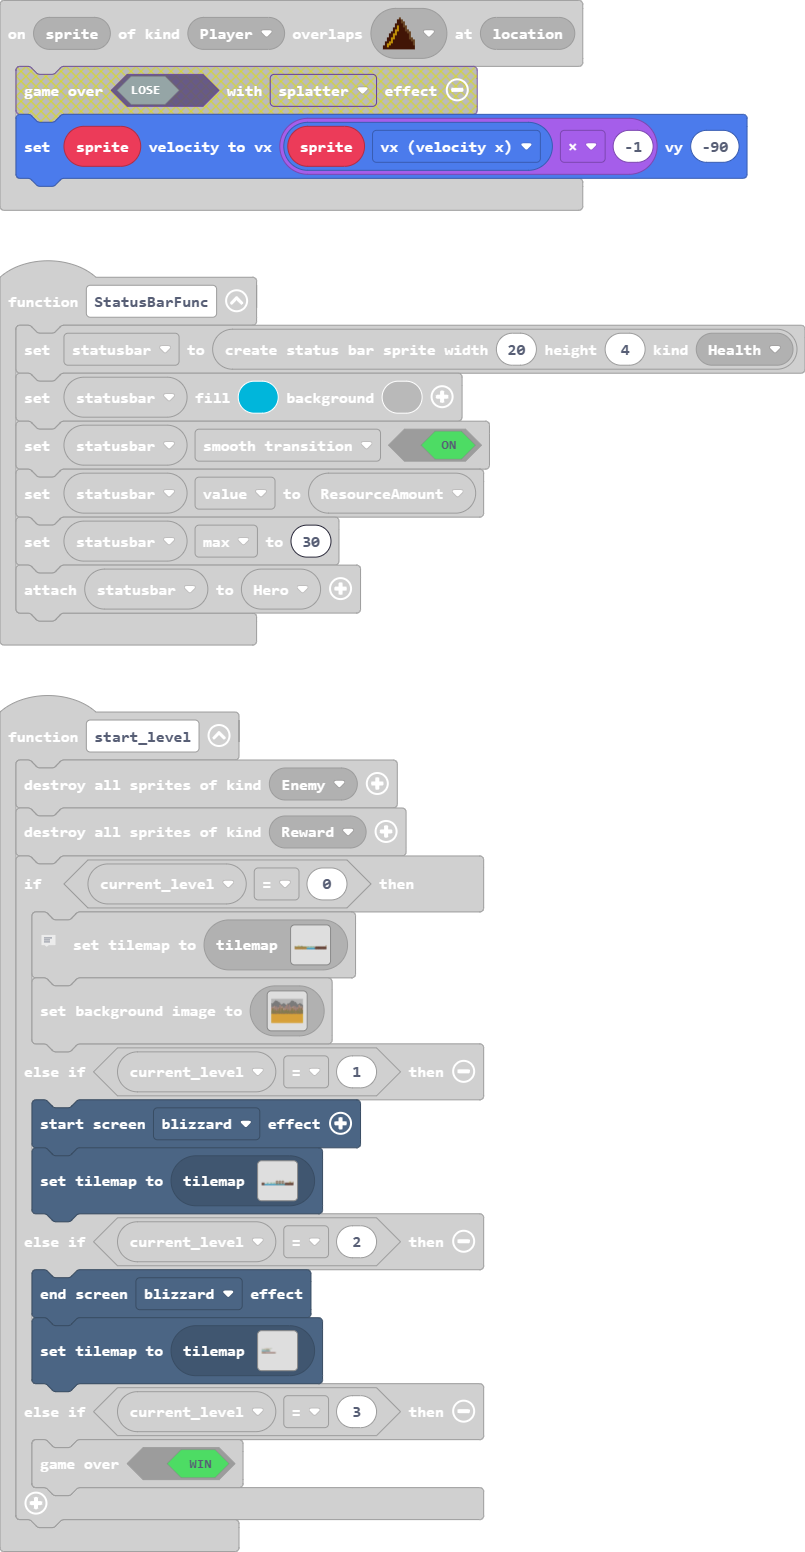 on sprite of kind Player overlaps at location
game over LOSE with splatter effect
set sprite velocity to vx sprite vx (velocity x) × -1 vy -90
function StatusBarFunc
set statusbar to create status bar sprite width 20 height 4 kind Health
set statusbar fill background
set statusbar smooth transition ON
set statusbar value to ResourceAmount
set statusbar max to 30
attach statusbar to Hero
function start_level
destroy all sprites of kind Enemy
destroy all sprites of kind Reward
if current_level = 0 then
set tilemap to tilemap
set background image to
else if current_level = 1 then
start screen blizzard effect
set tilemap to tilemap
else if current_level = 2 then
end screen blizzard effect
set tilemap to tilemap
else if current_level = 3 then
game over WIN